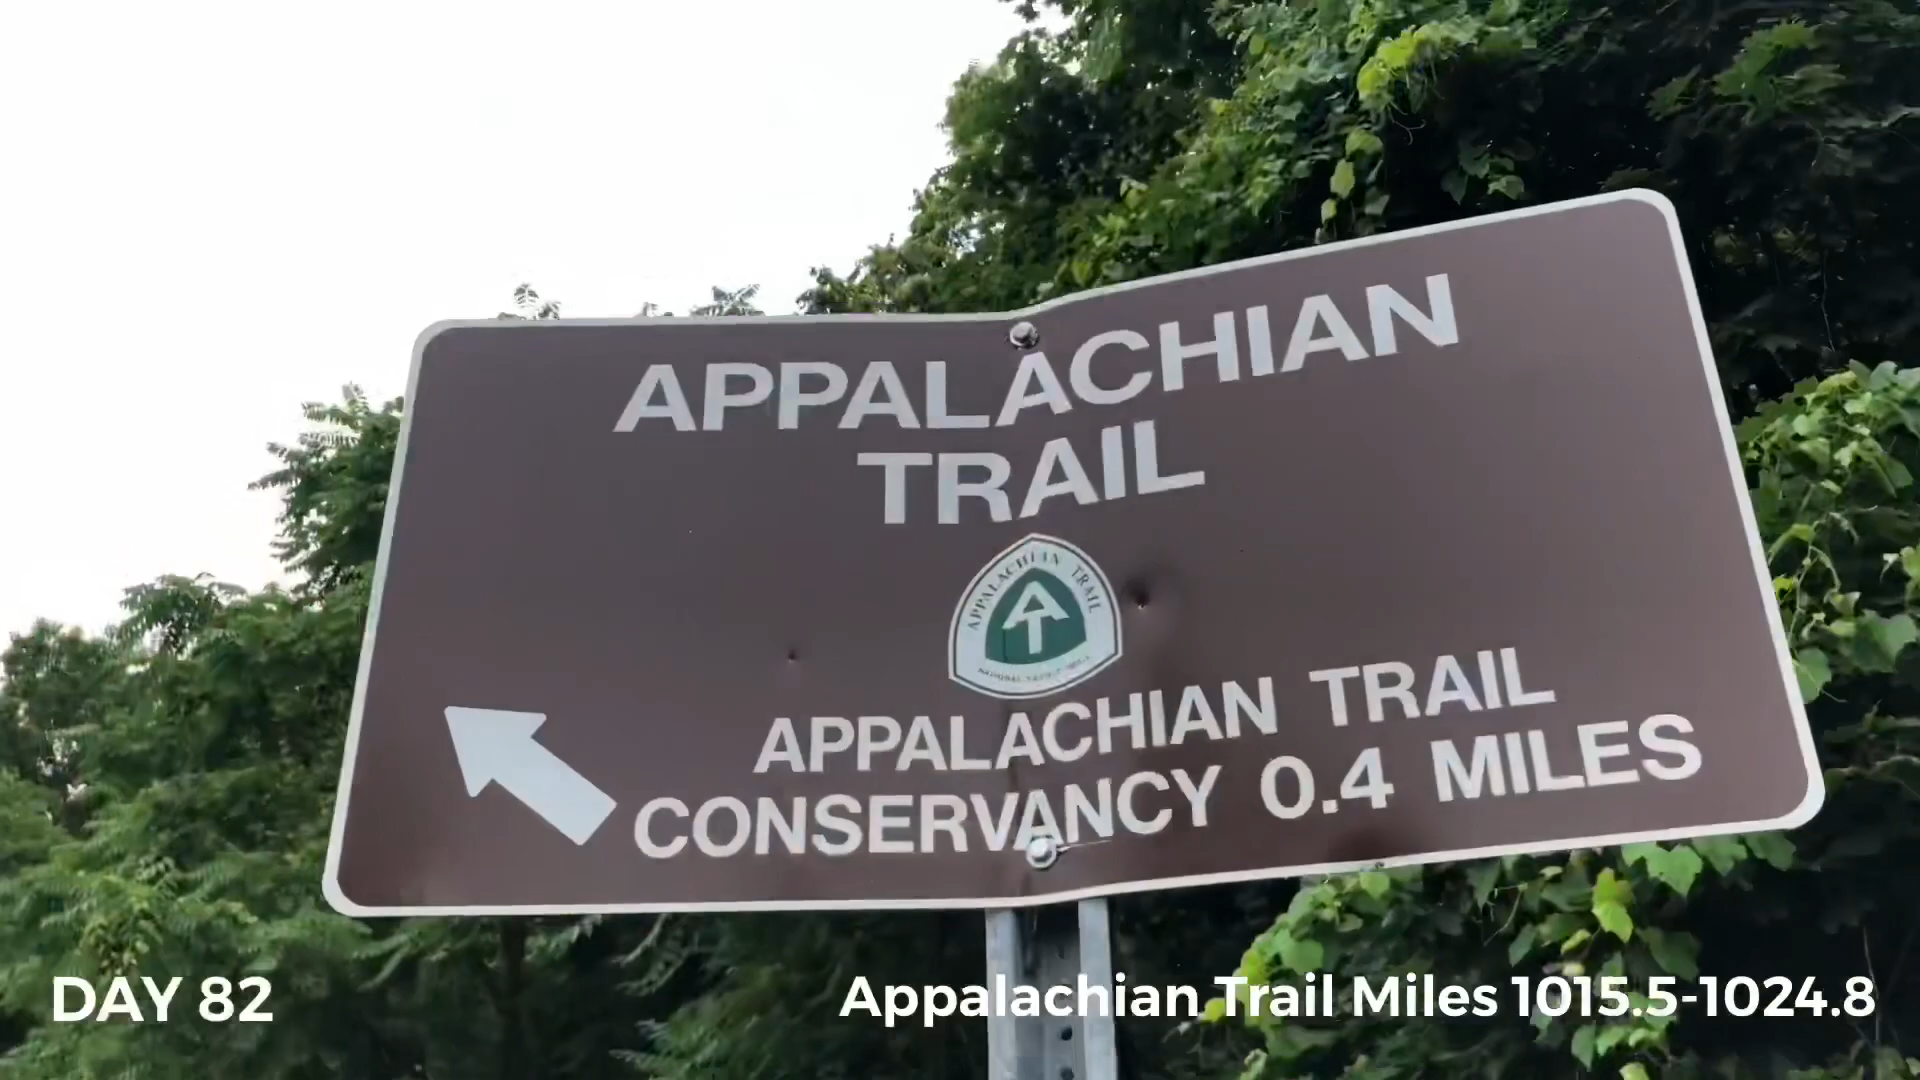 APPALACHIAN
TRAIL
APPALACHIAN TRAIL
APPALACHIAN TRAIL
CONSERVANCY 0.4 MILES
DAY 82
Appalachian Trail Miles 1015.5-1024.8